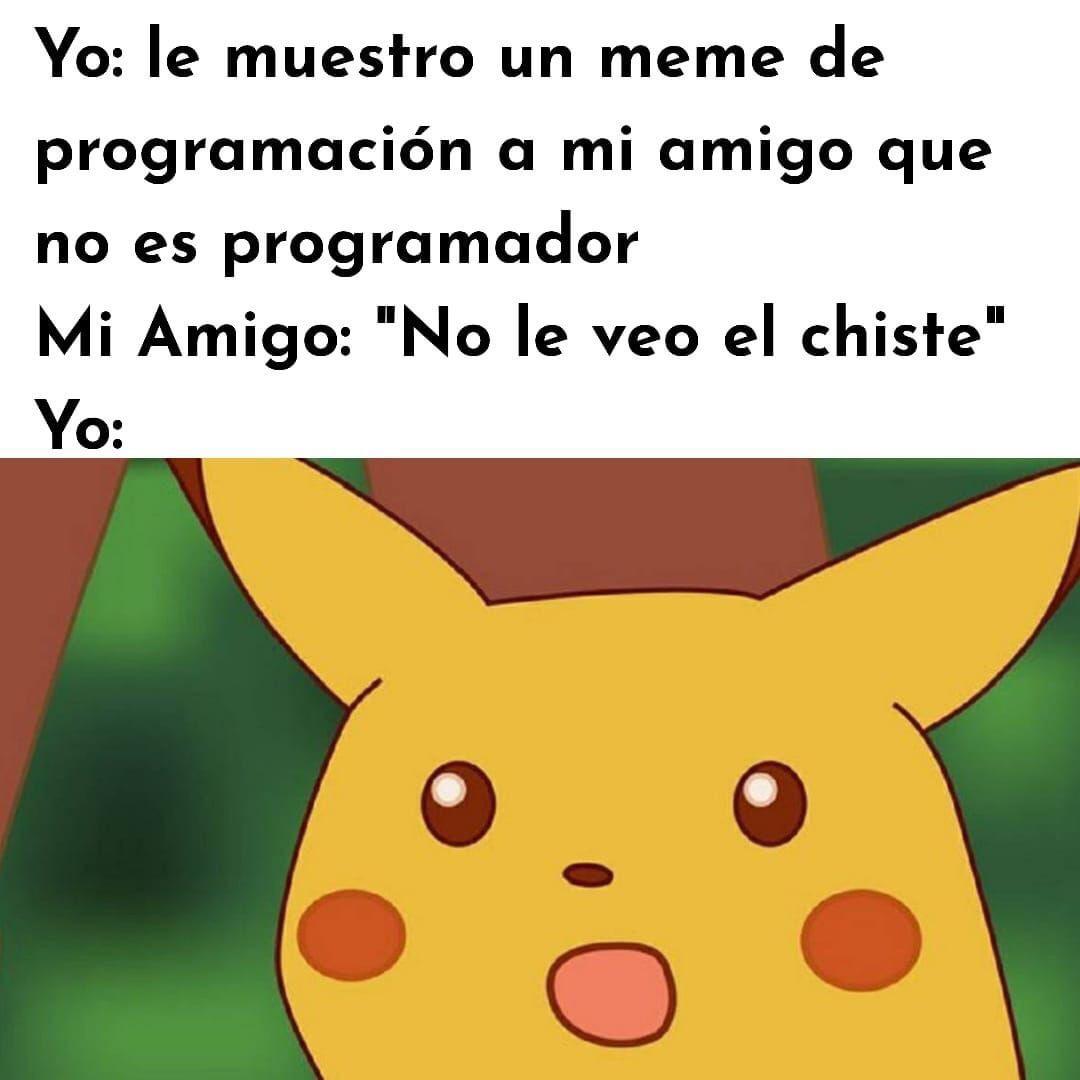 Yo: le muestro un meme de
programación a mi amigo que
no es programador
Mi Amigo: "No le veo el chiste"
Yo: